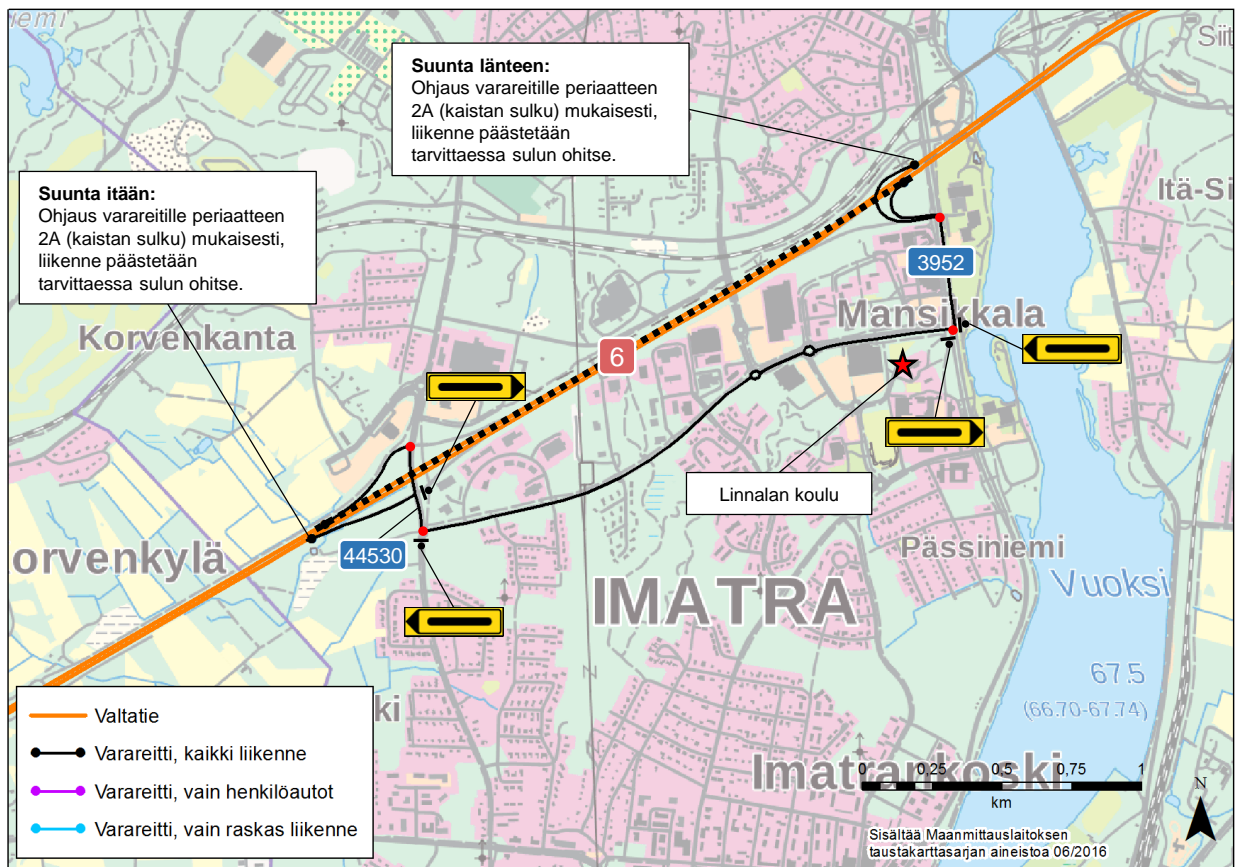 iemi
Siit
Suunta länteen:
Ohjaus varareitille periaatteen
2A (kaistan sulku) mukaisesti,
liikenne päästetään
tarvittaessa sulun ohitse.
Suunta itään:
Ohjaus varareitille periaatteen
2A (kaistan sulku) mukaisesti,
liikenne päästetään
tarvittaessa sulun ohitse.
Itä-Si
3952
Mansikkala
Korvenkanta
6
Linnalan koulu
orvenkylä
44530
Pässiniemi
IMATRA
Vuoksi
67.5
(66.70-67.74)
ki
Imatrankoski
Valtatie
Varareitti, kaikki liikenne
Varareitti, vain henkilöautot
Varareitti, vain raskas liikenne
0 0,25 0,5 0,75 1
km
N
Sisältää Maanmittauslaitoksen
taustakarttasarjan aineistoa 06/2016